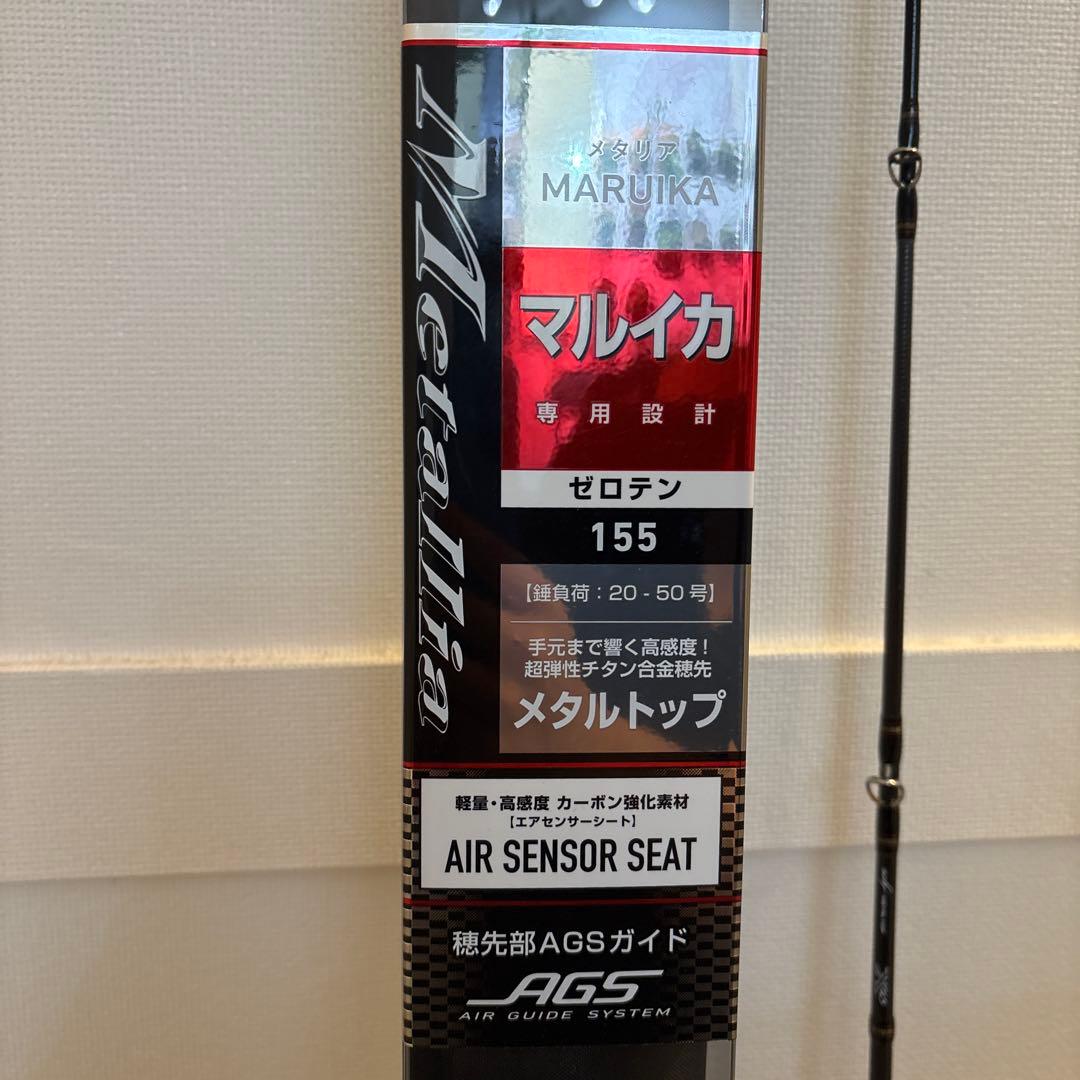 Metallia
メタリア
MARUIKA
マルイカ
専用設計
ゼロテン
155
【錘負荷：20-50号】
手元まで響く高感度！
超弾性チタン合金穂先
メタルトップ
軽量・高感度 カーボン強化素材
【エアセンサーシート】
AIR SENSOR SEAT
穂先部AGSガイド
AGS
AIR GUIDE SYSTEM